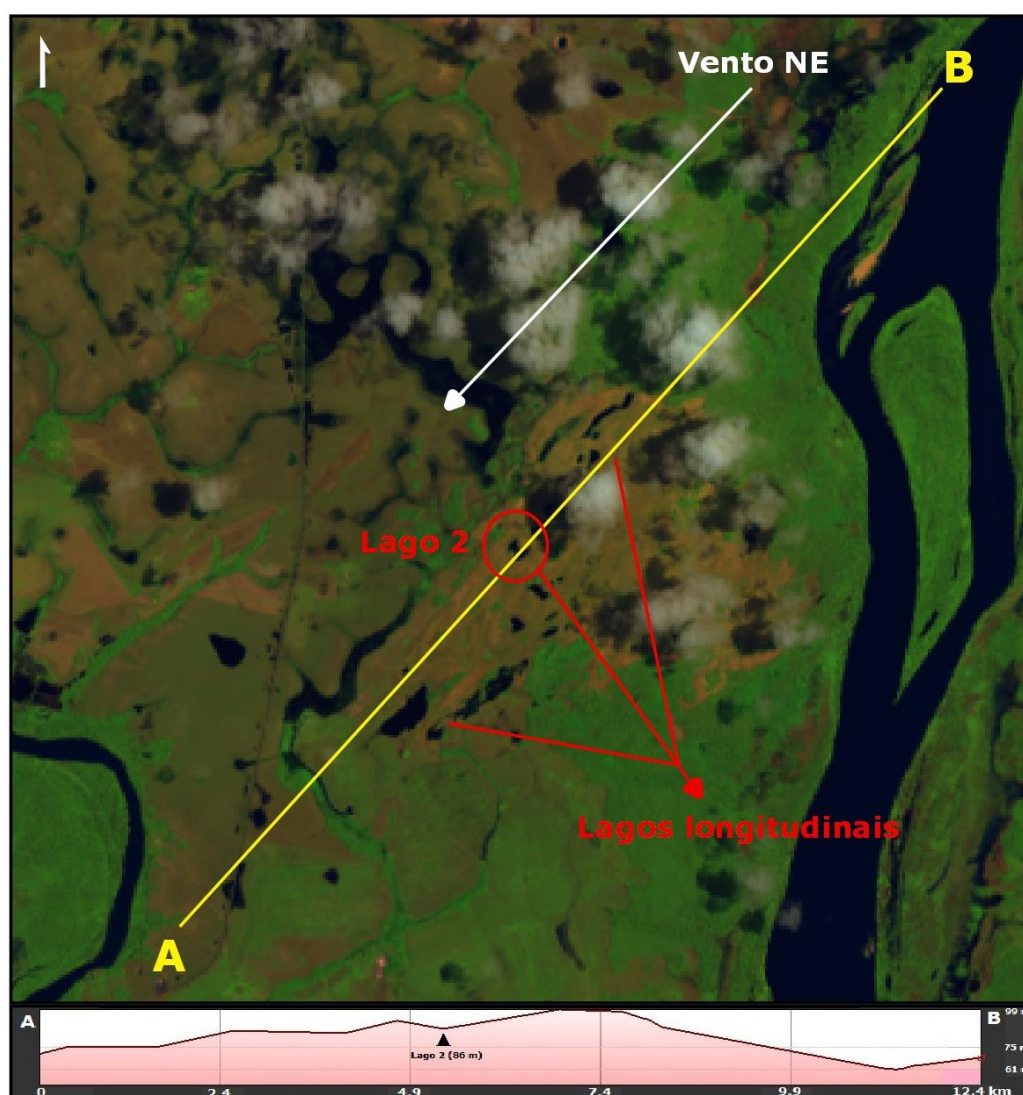 Vento NE
B
Lago 2
Lagos longitudinais
A
A
B
99 m
75 m
61 m
Lago 2 (86 m)
0
2.4
4.9
7.4
9.9
12.4 km